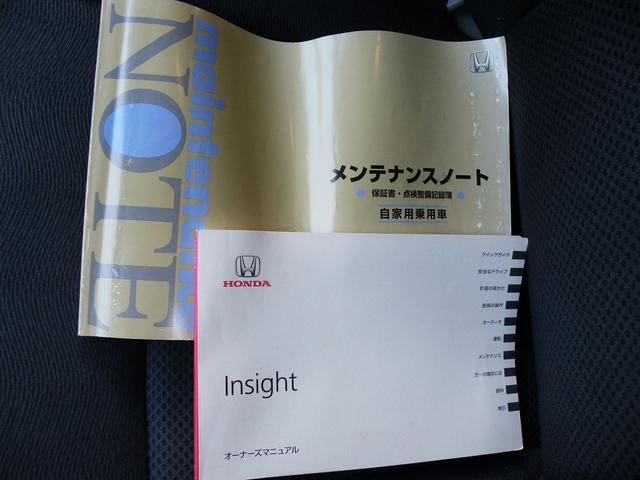 maintenance
NOTE
メンテナンスノート
保証書・点検整備記録簿
自家用乗用車
HONDA
Insight
オーナーズマニュアル
クイックガイド
安全なドライブ
計器の見かた
各部の操作
オーディオ
運転
メンテナンス
万一の場合には
資料
索引